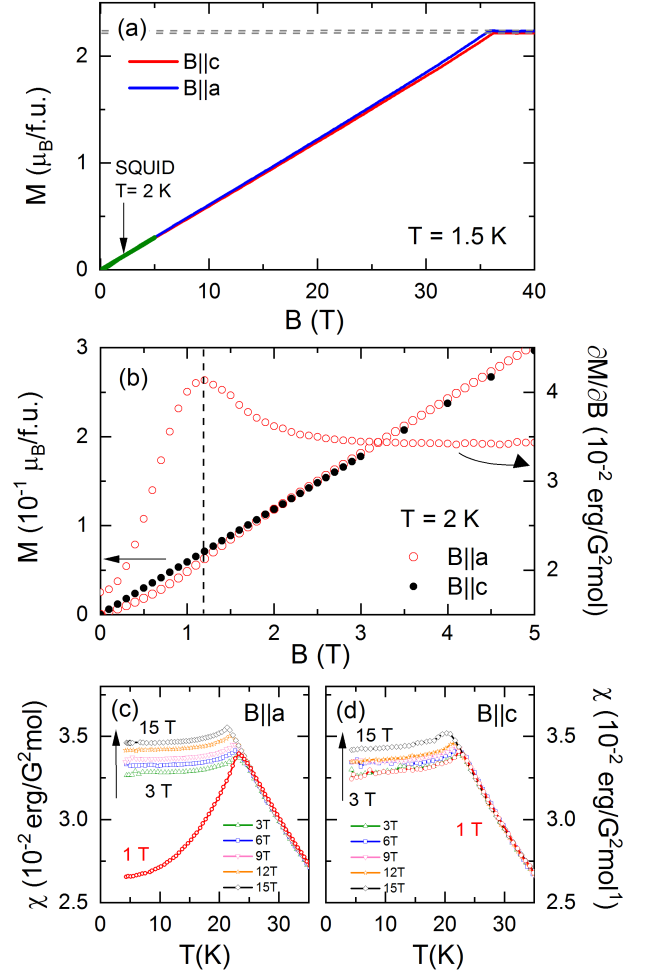 (a)
B||c
B||a
SQUID
T= 2 K
T = 1.5 K
M (μB/f.u.)
0
1
2
0 10 20 30 40
B (T)
(b)
M (10-1 μB/f.u.)
0
1
2
3
∂M/∂B (10-2 erg/G2mol)
4
3
2
T = 2 K
B||a
B||c
0 1 2 3 4 5
B (T)
(c)
B||a
15 T
3 T
1 T
3T
6T
9T
12T
15T
χ (10-2 erg/G2mol)
3.5
3.0
2.5
0 10 20 30
T(K)
(d)
B||c
15 T
3 T
1 T
3T
6T
9T
12T
15T
χ (10-2 erg/G2mol1)
3.5
3.0
2.5
0 10 20 30
T(K)